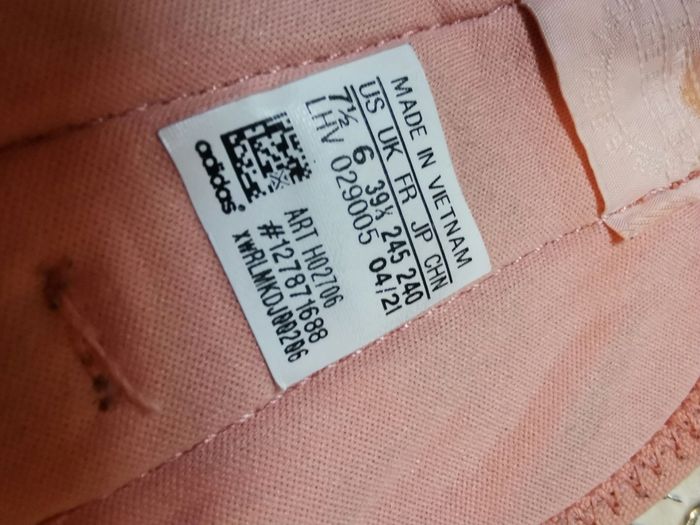 MADE IN VIETNAM
US UK FR JP CHN
7½ 6 39⅓ 245 240
LHV 029005 04/21
ART H02706
#127871688
XWRLMKDJ00206
adidas